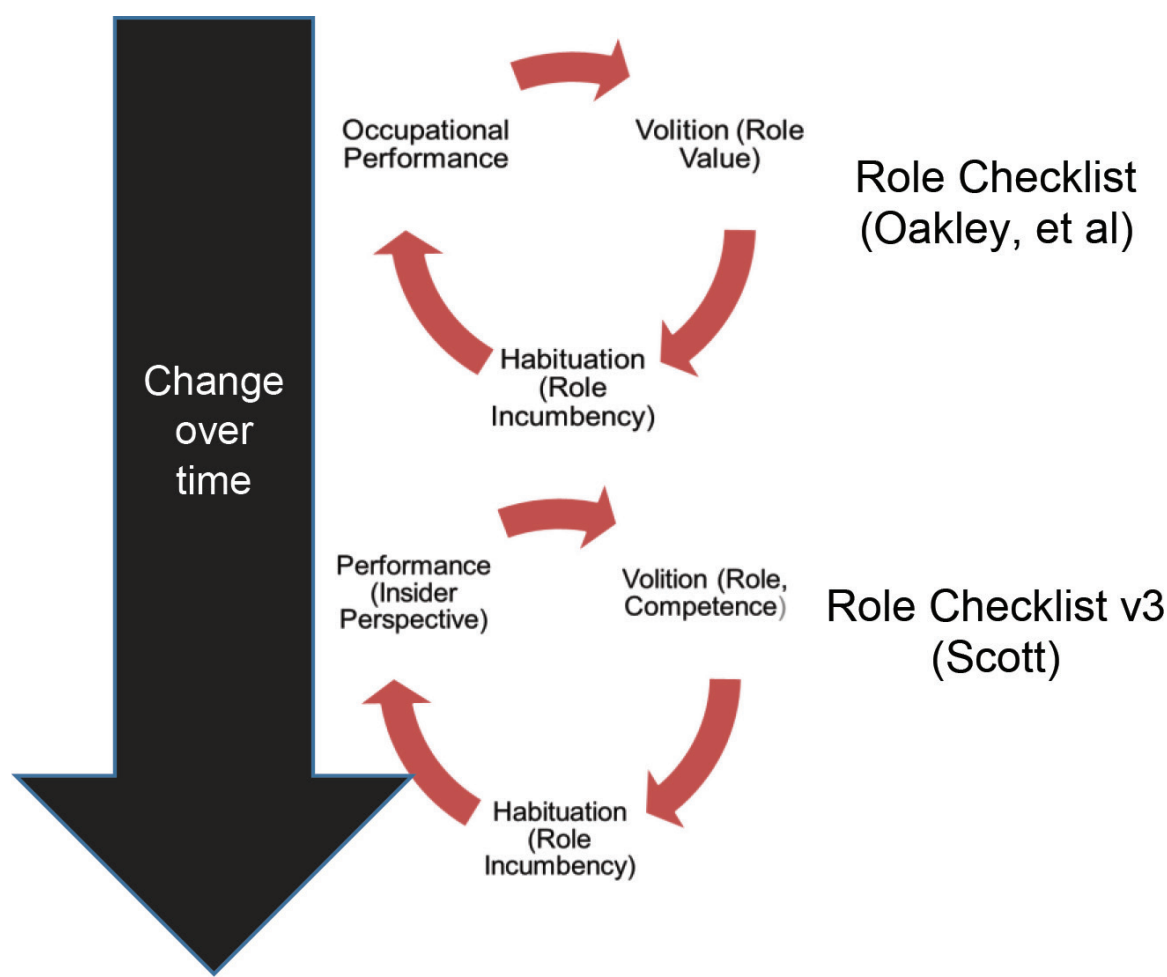 Occupational
Performance
Volition (Role
Value)
Role Checklist
(Oakley, et al)
Habituation
(Role
Incumbency)
Change
over
time
Performance
(Insider
Perspective)
Volition (Role,
Competence)
Role Checklist v3
(Scott)
Habituation
(Role
Incumbency)